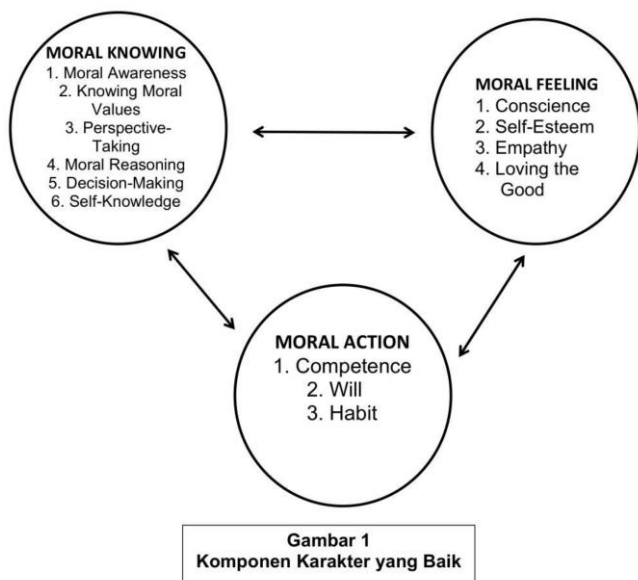 MORAL KNOWING
1. Moral Awareness
2. Knowing Moral
Values
3. Perspective-
Taking
4. Moral Reasoning
5. Decision-Making
6. Self-Knowledge
MORAL FEELING
1. Conscience
2. Self-Esteem
3. Empathy
4. Loving the
Good
MORAL ACTION
1. Competence
2. Will
3. Habit
Gambar 1
Komponen Karakter yang Baik